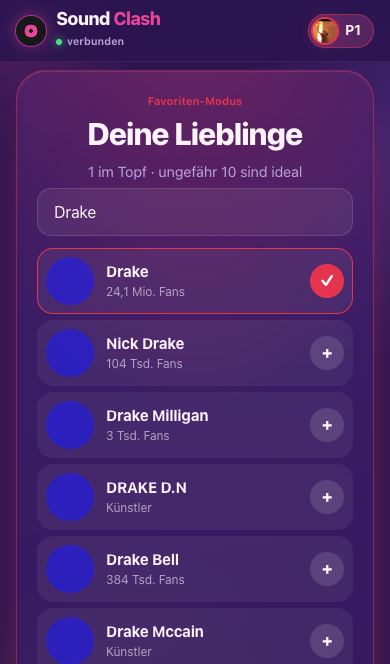 Sound Clash
verbunden
P1
Favoriten-Modus
Deine Lieblinge
1 im Topf · ungefähr 10 sind ideal
Drake
Drake
24,1 Mio. Fans
Nick Drake
104 Tsd. Fans
Drake Milligan
3 Tsd. Fans
DRAKE D.N
Künstler
Drake Bell
384 Tsd. Fans
Drake Mccain
Künstler